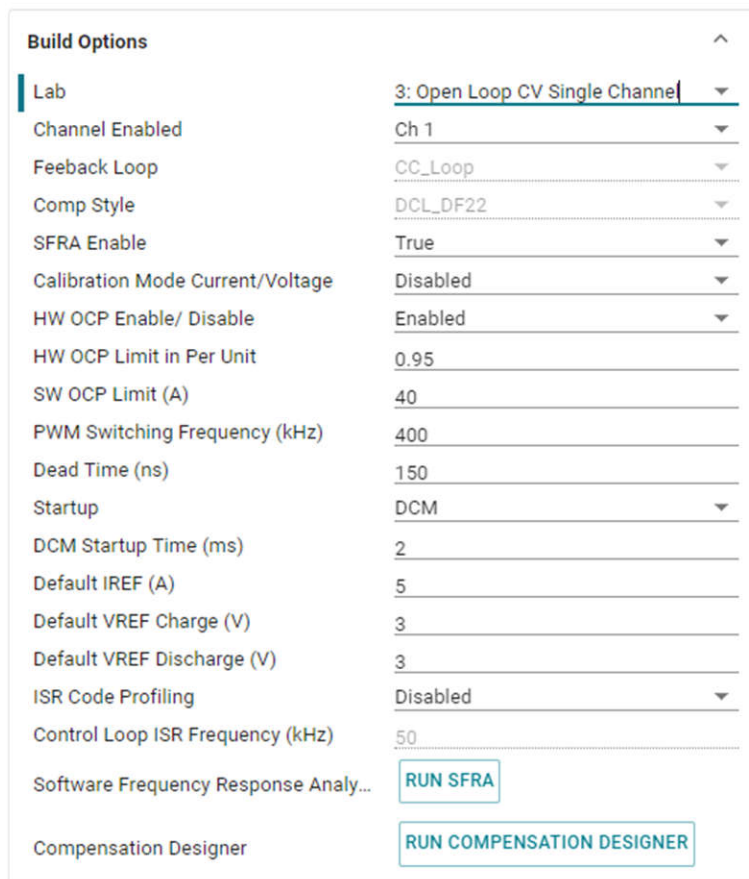 Build Options
Lab 3: Open Loop CV Single Channel
Channel Enabled Ch 1
Feeback Loop CC_Loop
Comp Style DCL_DF22
SFRA Enable True
Calibration Mode Current/Voltage Disabled
HW OCP Enable/ Disable Enabled
HW OCP Limit in Per Unit 0.95
SW OCP Limit (A) 40
PWM Switching Frequency (kHz) 400
Dead Time (ns) 150
Startup DCM
DCM Startup Time (ms) 2
Default IREF (A) 5
Default VREF Charge (V) 3
Default VREF Discharge (V) 3
ISR Code Profiling Disabled
Control Loop ISR Frequency (kHz) 50
Software Frequency Response Analy... RUN SFRA
Compensation Designer RUN COMPENSATION DESIGNER